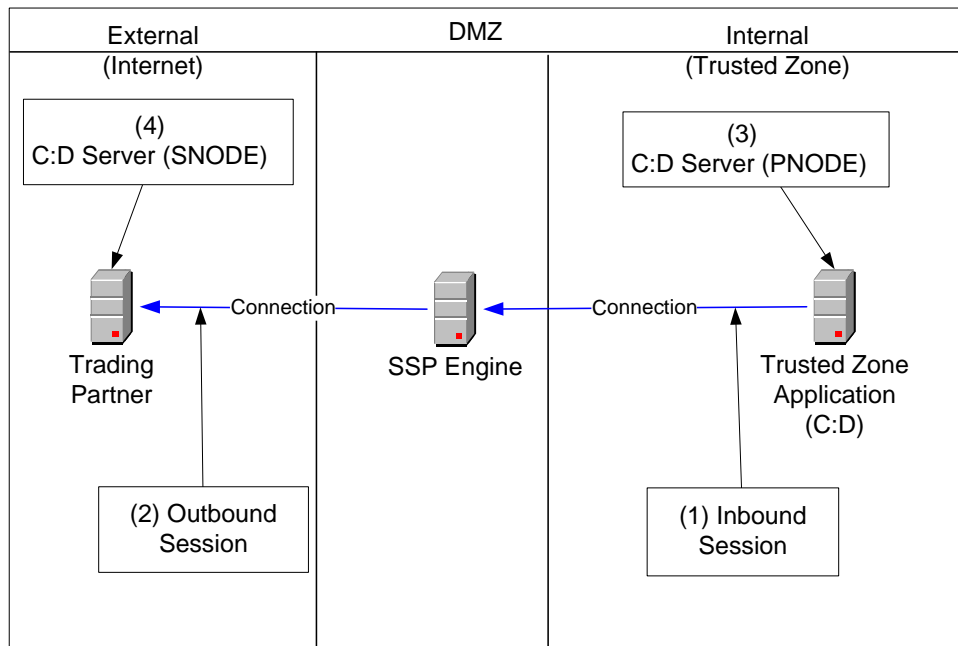 External
(Internet)
DMZ
Internal
(Trusted Zone)
(4)
C:D Server (SNODE)
(3)
C:D Server (PNODE)
Connection
Connection
Trading
Partner
SSP Engine
Trusted Zone
Application
(C:D)
(2) Outbound
Session
(1) Inbound
Session